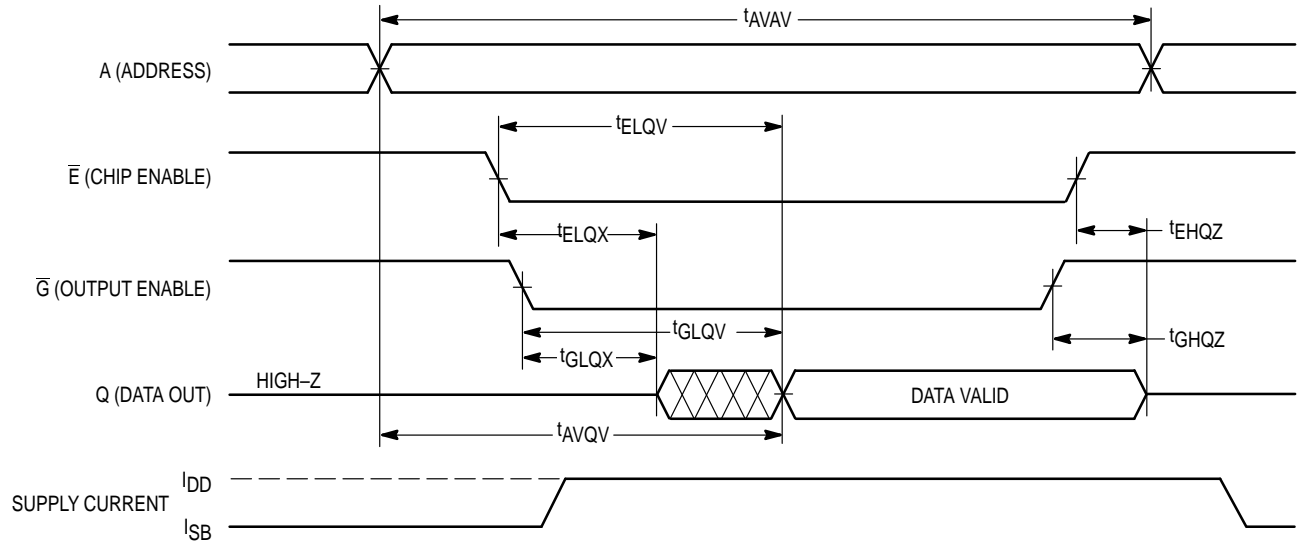 tAVAV
A (ADDRESS)
tELQV
E̅ (CHIP ENABLE)
tELQX
tEHQZ
G̅ (OUTPUT ENABLE)
tGLQV
tGHQZ
tGLQX
HIGH–Z
Q (DATA OUT)
DATA VALID
tAVQV
IDD
SUPPLY CURRENT
ISB